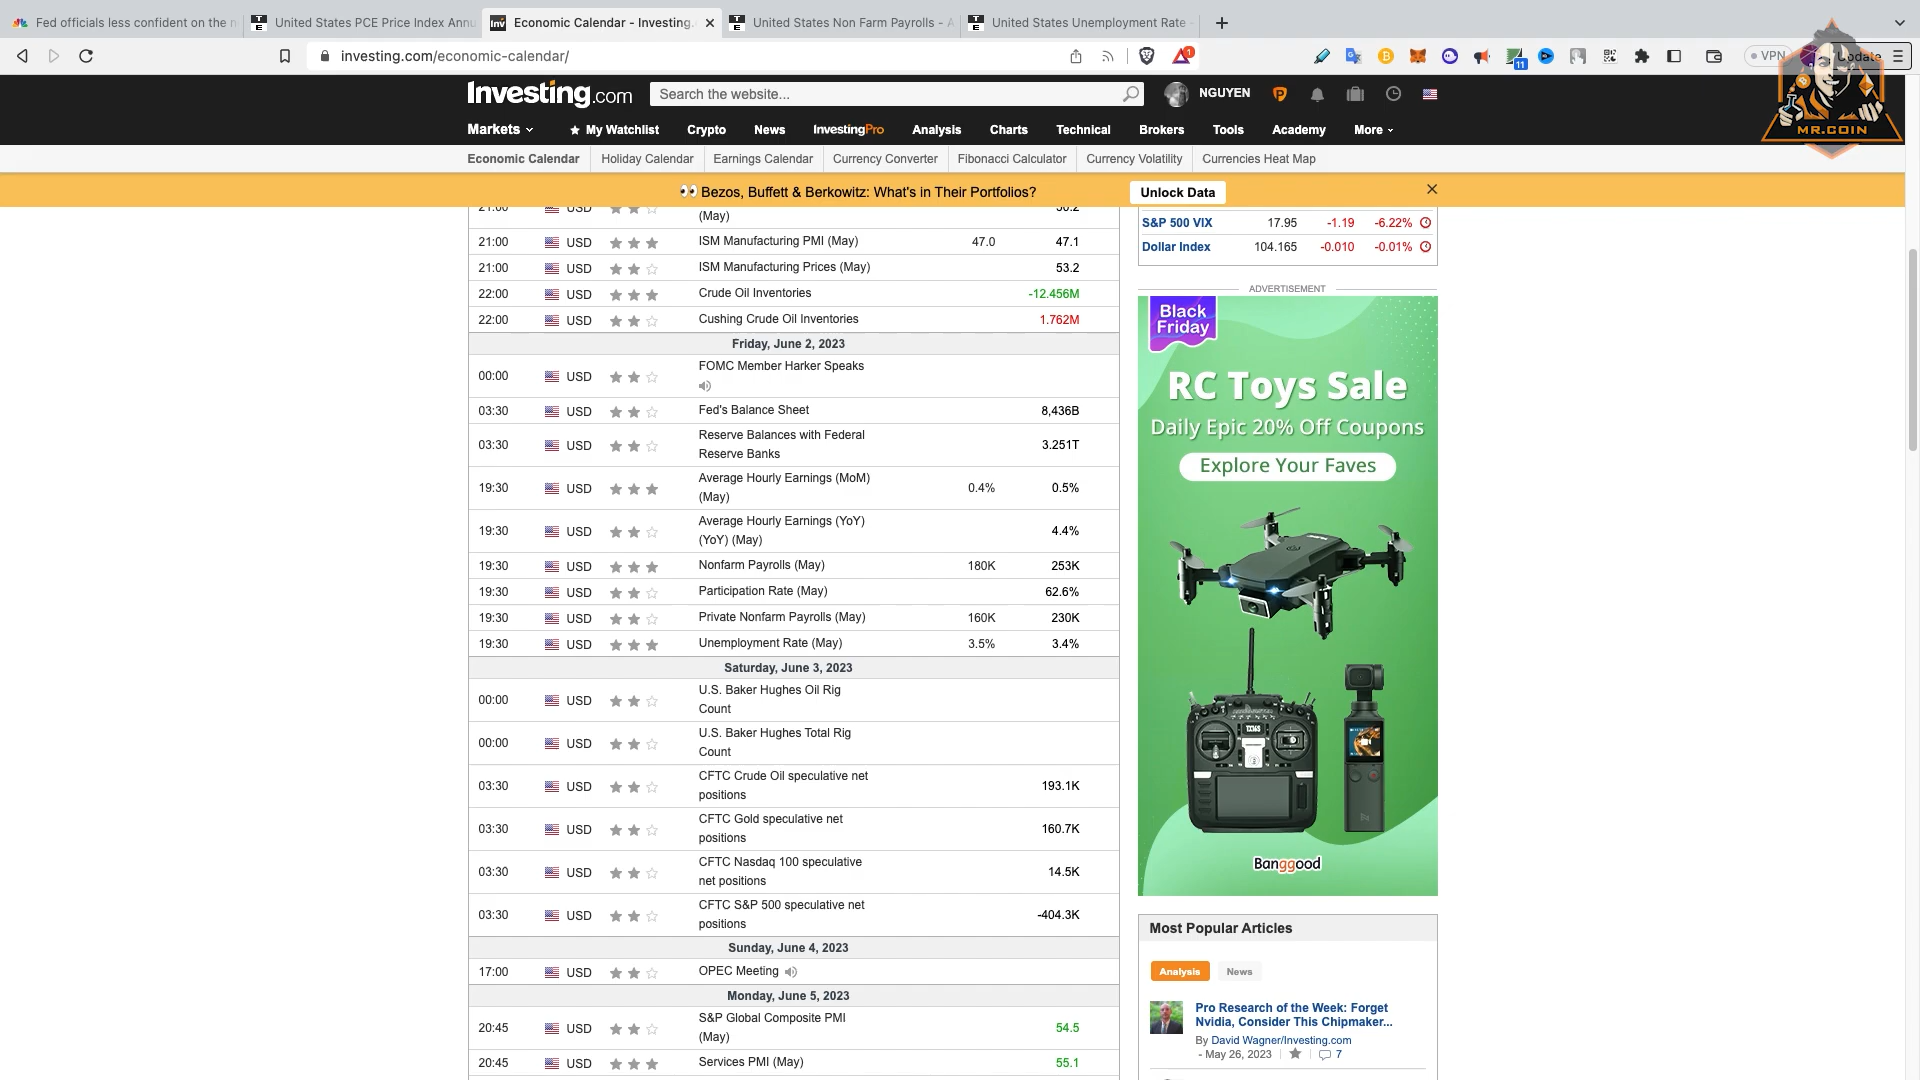 Fed officials less confident on the n
United States PCE Price Index Annu
Economic Calendar - Investing.
United States Non Farm Payrolls - A
United States Unemployment Rate -
investing.com/economic-calendar/
1
11
VPN
Update
MR.COIN
Investing.com
Search the website...
NGUYEN
Markets
My Watchlist
Crypto
News
InvestingPro
Analysis
Charts
Technical
Brokers
Tools
Academy
More
Economic Calendar
Holiday Calendar
Earnings Calendar
Currency Converter
Fibonacci Calculator
Currency Volatility
Currencies Heat Map
Bezos, Buffett & Berkowitz: What's in Their Portfolios?
Unlock Data
21:00 USD 50.2
(May)
21:00 USD ISM Manufacturing PMI (May) 47.0 47.1
21:00 USD ISM Manufacturing Prices (May) 53.2
22:00 USD Crude Oil Inventories -12.456M
22:00 USD Cushing Crude Oil Inventories 1.762M
Friday, June 2, 2023
00:00 USD FOMC Member Harker Speaks
03:30 USD Fed's Balance Sheet 8,436B
03:30 USD Reserve Balances with Federal 3.251T
Reserve Banks
19:30 USD Average Hourly Earnings (MoM) 0.4% 0.5%
(May)
19:30 USD Average Hourly Earnings (YoY) 4.4%
(YoY) (May)
19:30 USD Nonfarm Payrolls (May) 180K 253K
19:30 USD Participation Rate (May) 62.6%
19:30 USD Private Nonfarm Payrolls (May) 160K 230K
19:30 USD Unemployment Rate (May) 3.5% 3.4%
Saturday, June 3, 2023
00:00 USD U.S. Baker Hughes Oil Rig
Count
00:00 USD U.S. Baker Hughes Total Rig
Count
03:30 USD CFTC Crude Oil speculative net 193.1K
positions
03:30 USD CFTC Gold speculative net 160.7K
positions
03:30 USD CFTC Nasdaq 100 speculative 14.5K
net positions
03:30 USD CFTC S&P 500 speculative net -404.3K
positions
Sunday, June 4, 2023
17:00 USD OPEC Meeting
Monday, June 5, 2023
20:45 USD S&P Global Composite PMI 54.5
(May)
20:45 USD Services PMI (May) 55.1
S&P 500 VIX 17.95 -1.19 -6.22%
Dollar Index 104.165 -0.010 -0.01%
ADVERTISEMENT
Black
Friday
RC Toys Sale
Daily Epic 20% Off Coupons
Explore Your Faves
Banggood
Most Popular Articles
Analysis
News
Pro Research of the Week: Forget
Nvidia, Consider This Chipmaker...
By David Wagner/Investing.com
- May 26, 2023 7